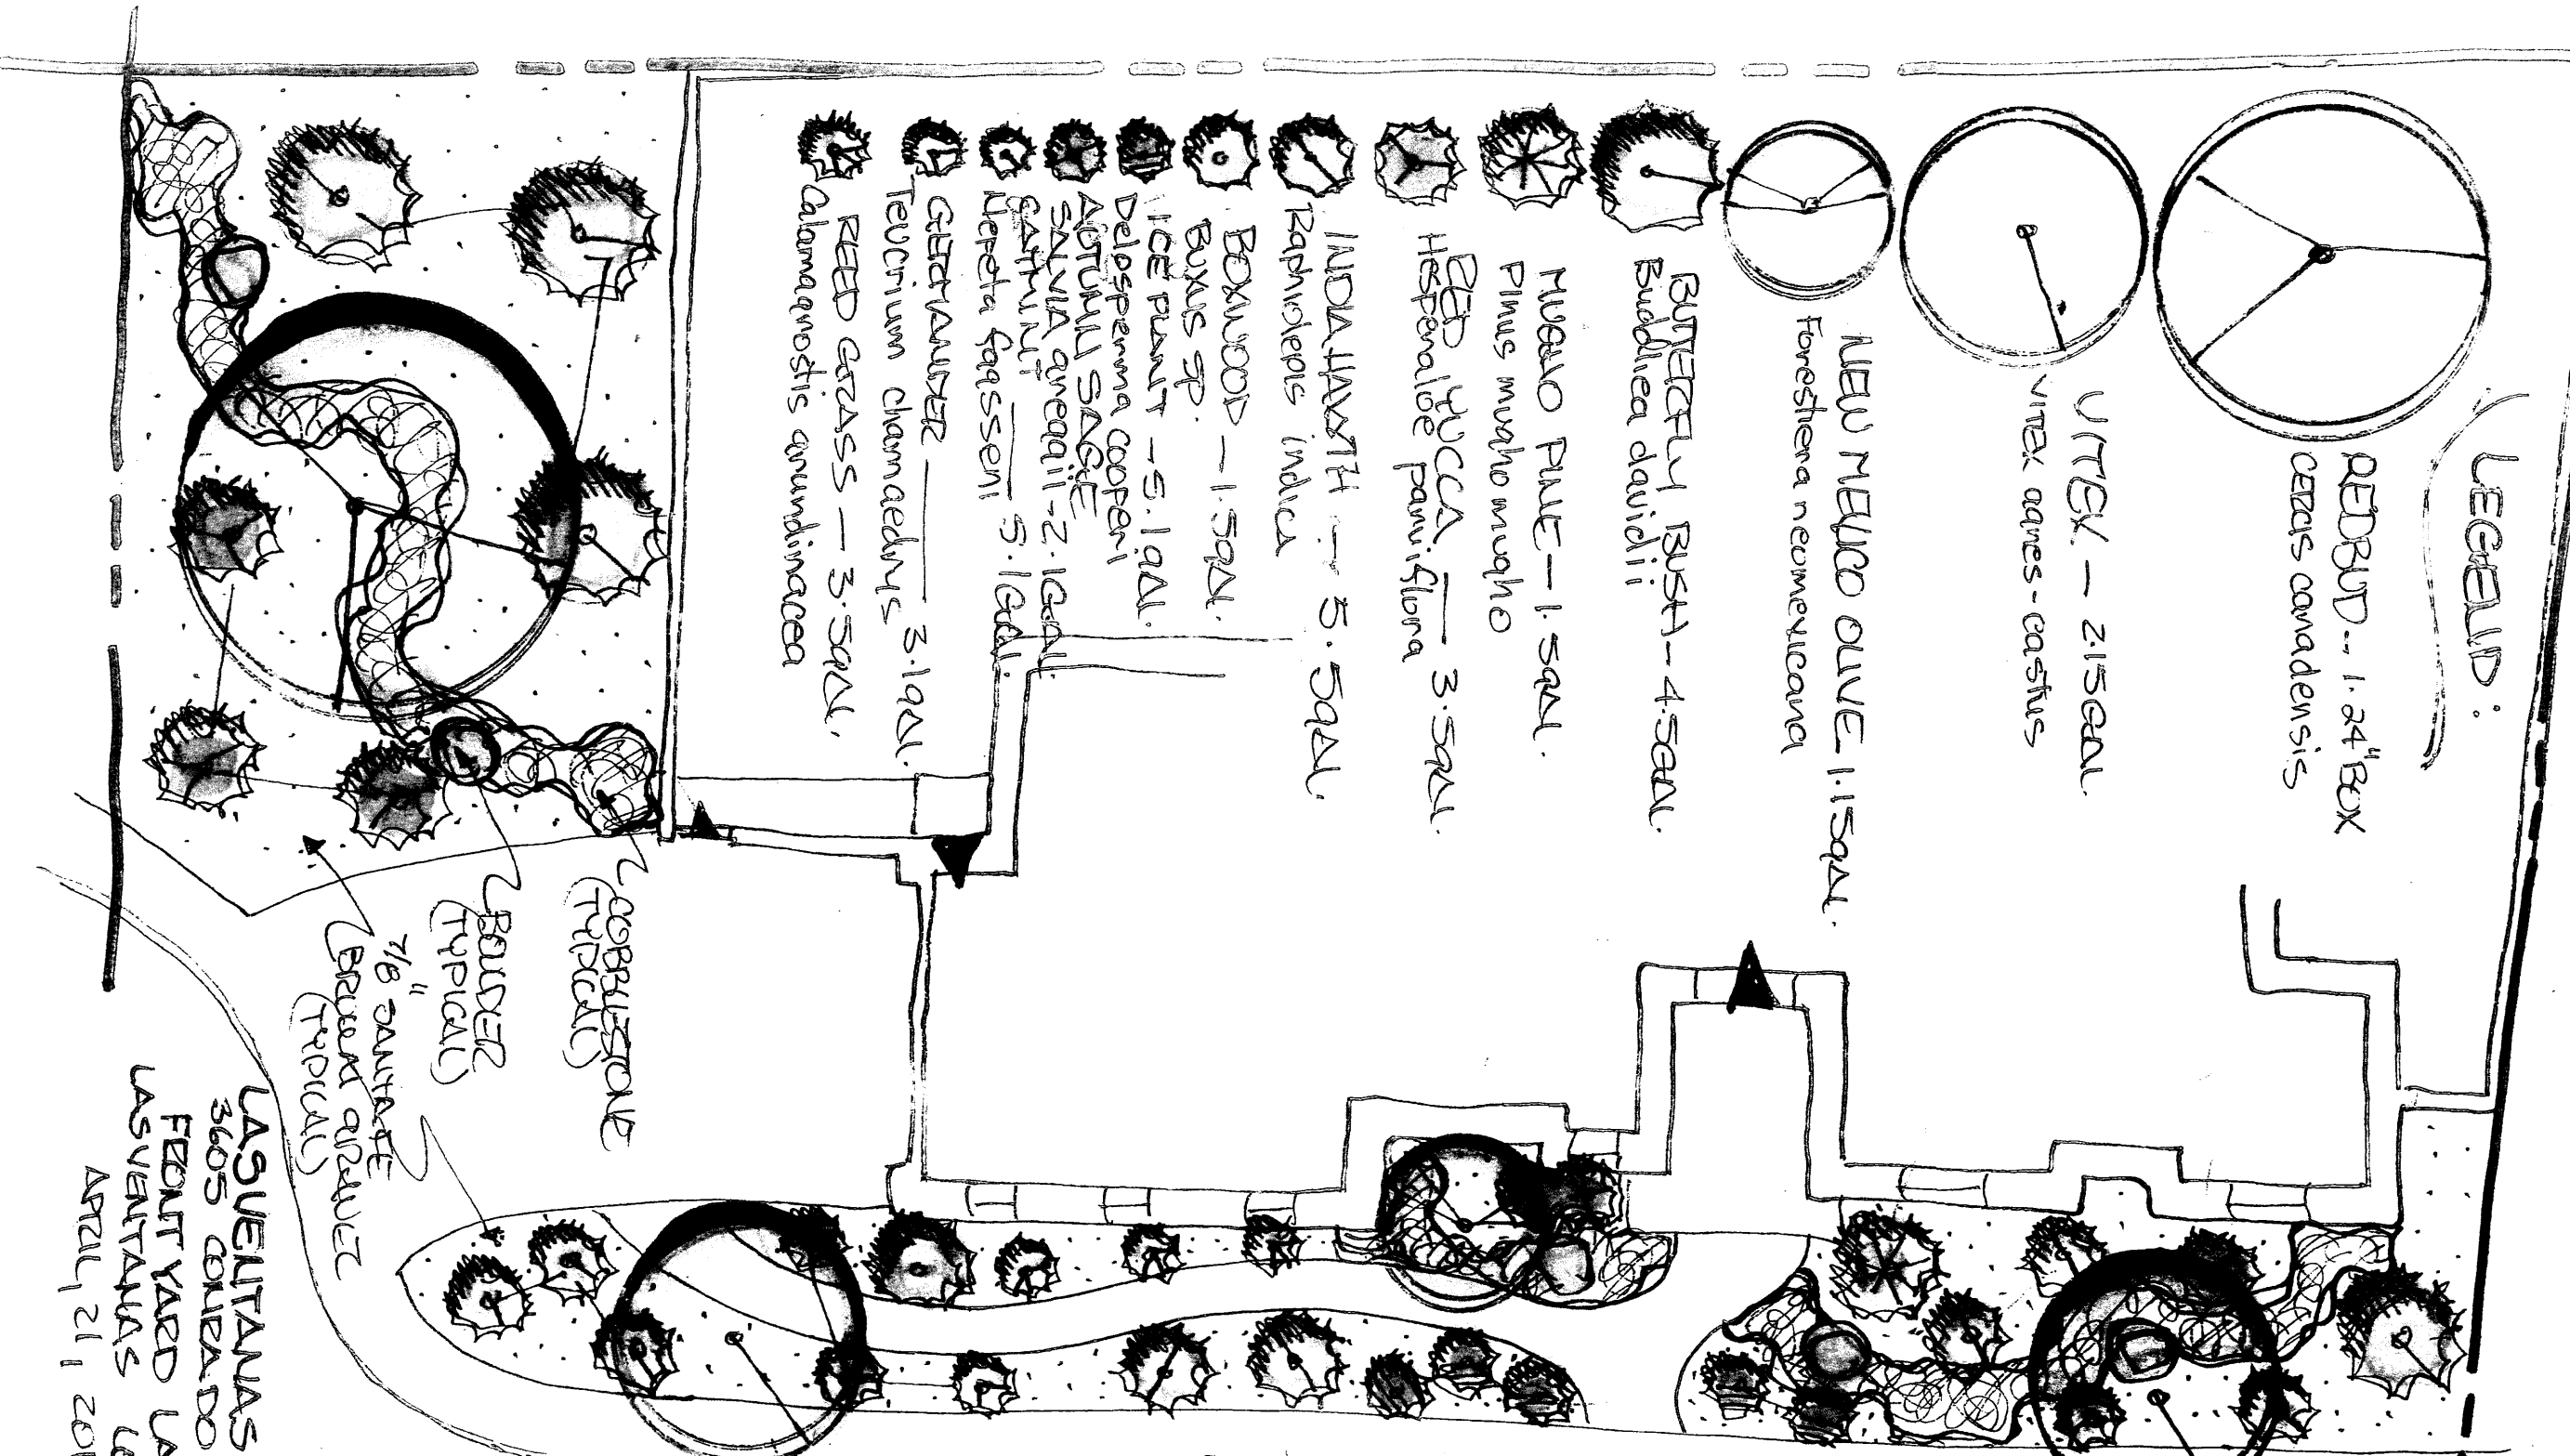 LEGEND:
REDBUD -- 1.24" BOX
CERCIS canadensis
VITEX - 2.15GAL.
VITEX agnes-castus
NEW MEXICO OLIVE 1.15gAL.
Forestiera neomexicana
BUTTERFLY BUSH -- 4.5GAL.
Buddlea davidii
MUGHO PINE - 1.5gAL.
Pinus mugho mugho
RED YUCCA - 3.5gAL.
Hesperaloe parviflora
INDIA HAWTH -- 5.5gAL.
Raphiolepis indica
BOXWOOD - 1.5gAL.
BUXUS SP.
ICE PLANT - 5.1gAL.
Delosperma cooperi
AUTUMN SAGE
SALVIA greggii - 2.1GAL.
CATMINT
Nepeta faasseni 5.1GAL.
GERMANDER - 3.1gAL.
Teucrium chamaedrys
REED GRASS - 3.5gAL.
Calamagrostis arundinacea
COBBLESTONE
(TYPICAL)
BOULDER
(TYPICAL)
7/8" SANTA FE
BROWN GRAVEL
(TYPICAL)
LAS VENTANAS
3605 CONRADO
FRONT YARD LA
LAS VENTANAS
APRIL, 21, 201